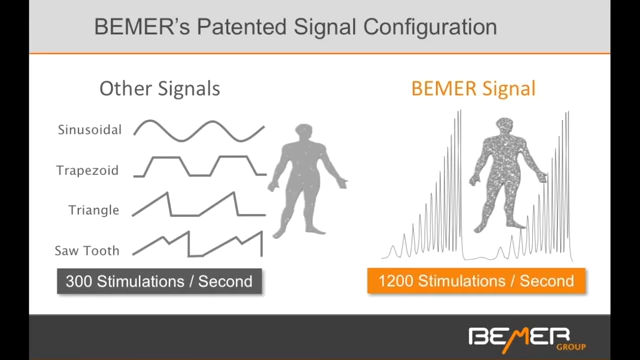 BEMER's Patented Signal Configuration
Other Signals
Sinusoidal
Trapezoid
Triangle
Saw Tooth
300 Stimulations / Second
BEMER Signal
1200 Stimulations / Second
BEMER
GROUP